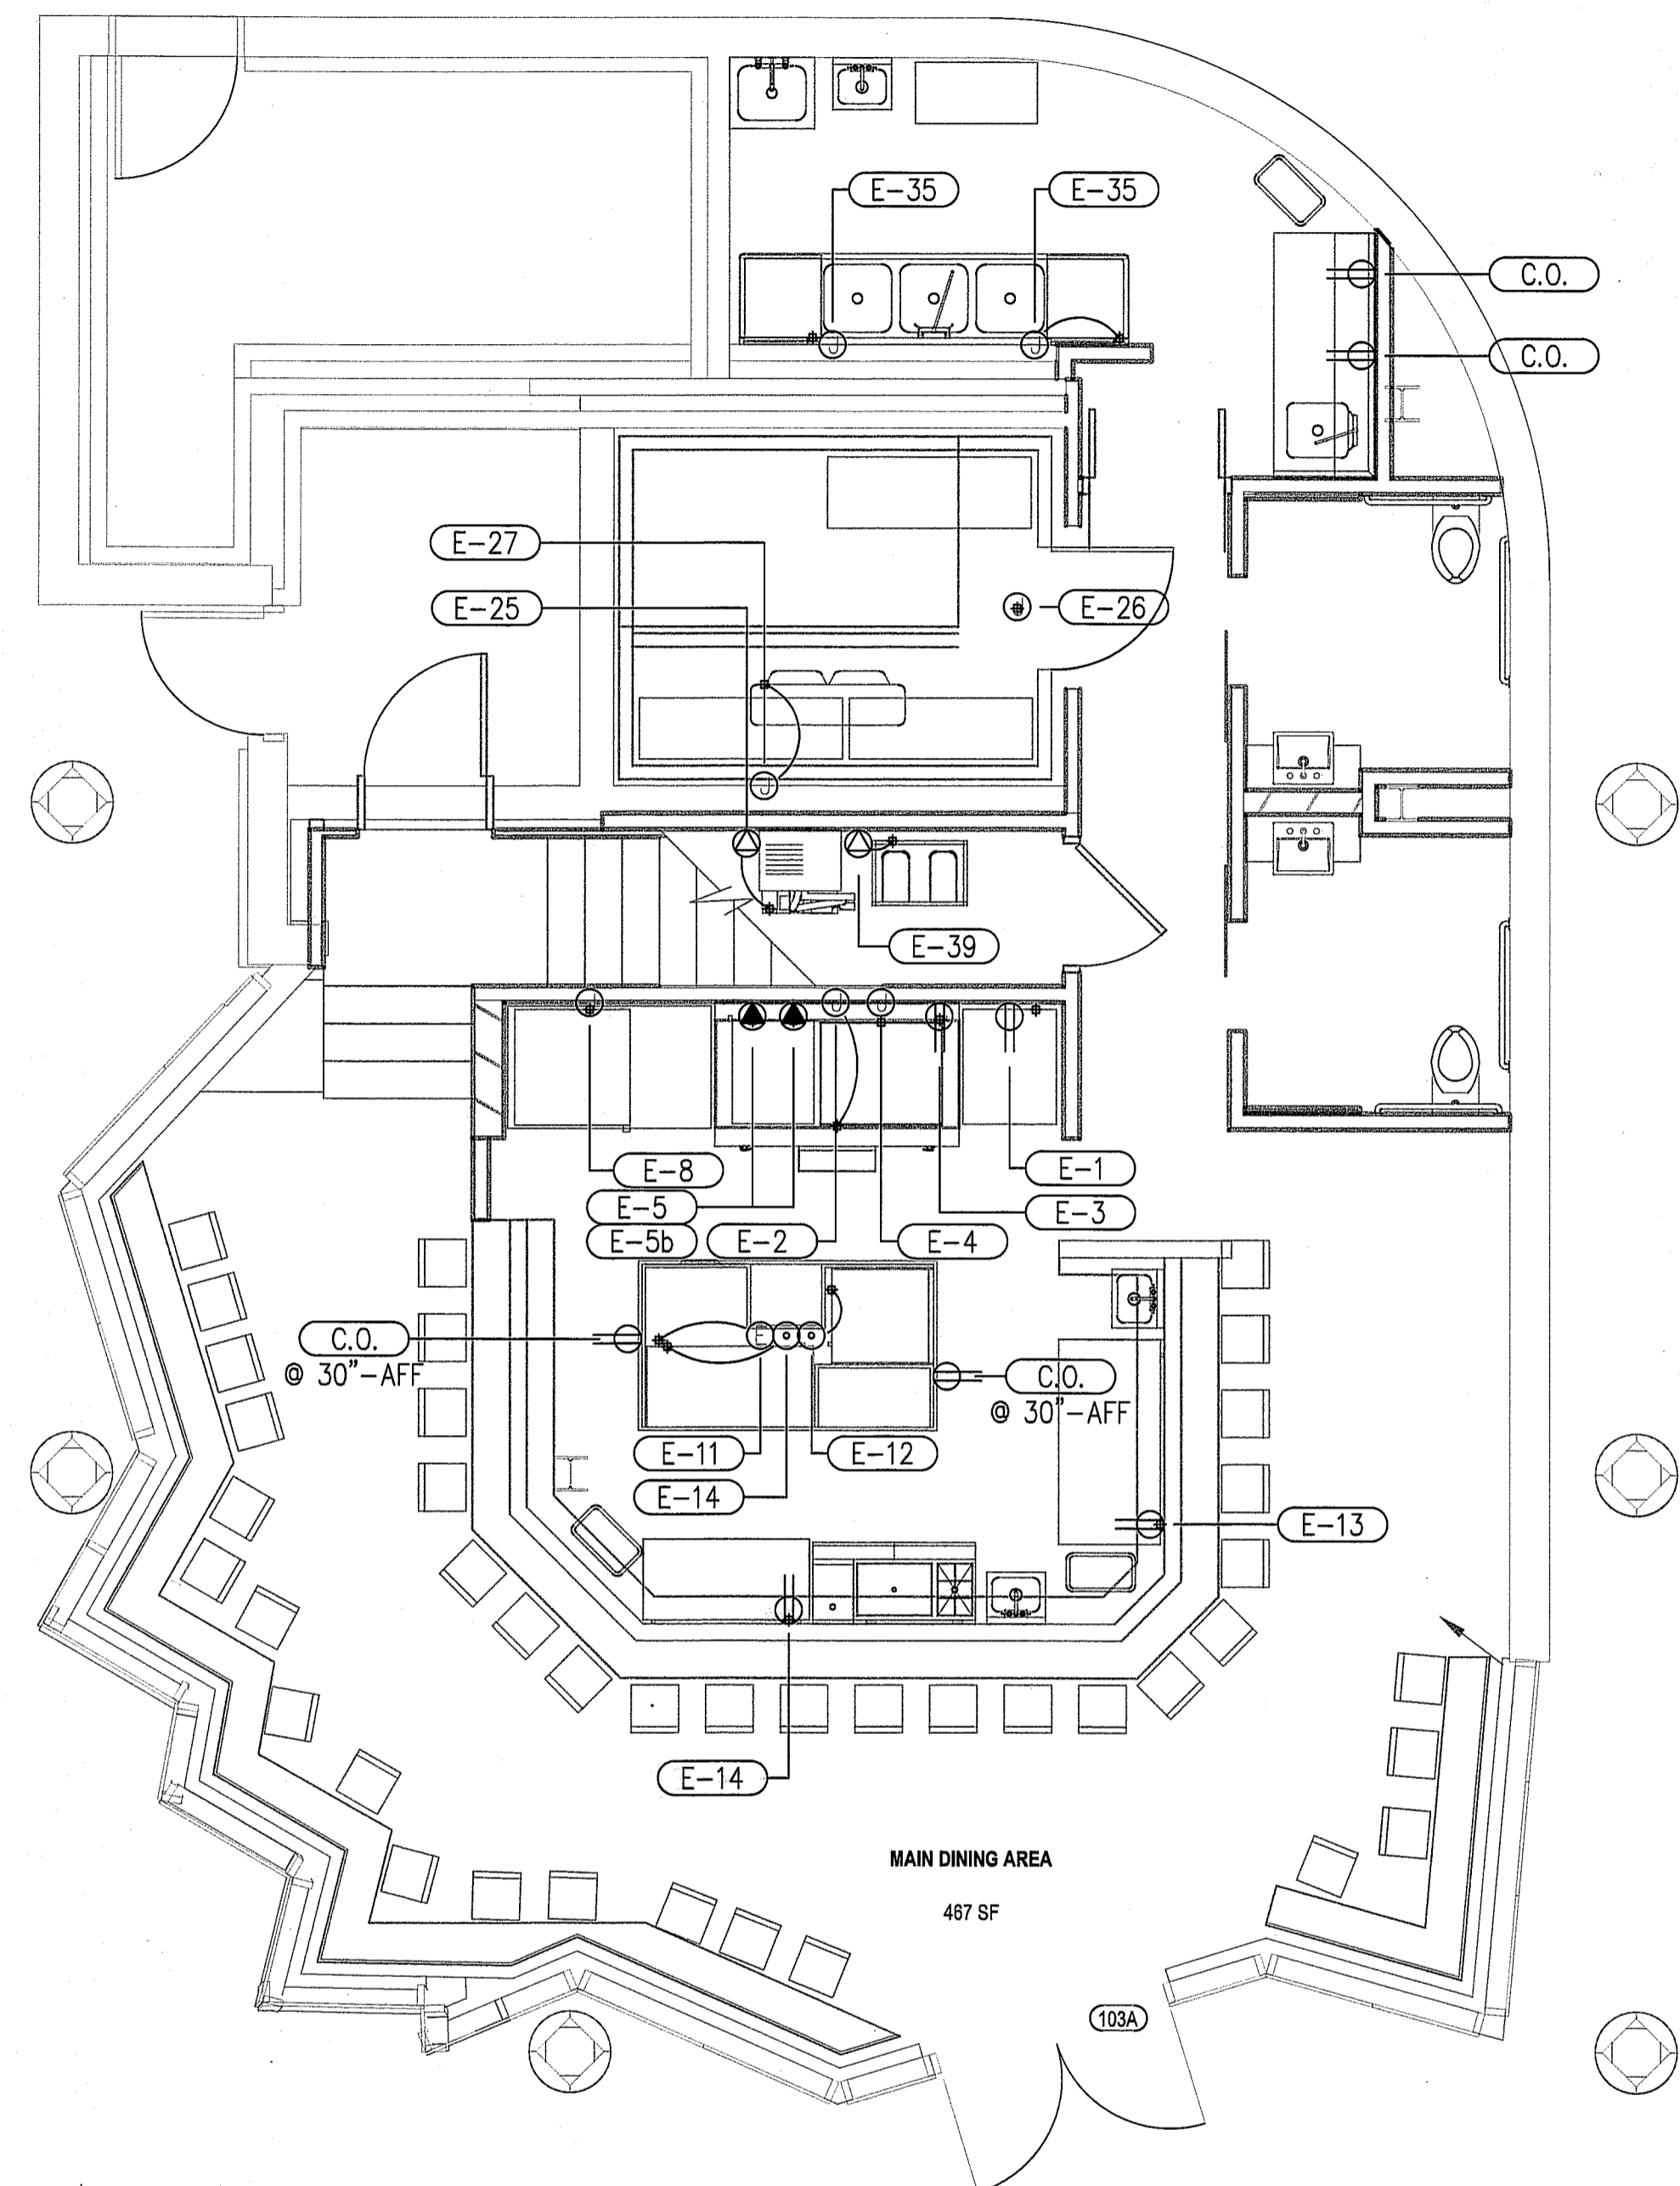 E-35
E-35
C.O.
C.O.
E-27
E-25
E-26
J
J
J
E-39
J
J
J
E-8
E-1
E-5
E-3
E-5b
E-2
E-4
C.O.
@ 30"-AFF
E
C.O.
@ 30"-AFF
E-11
E-12
E-14
E-13
E-14
MAIN DINING AREA
467 SF
103A